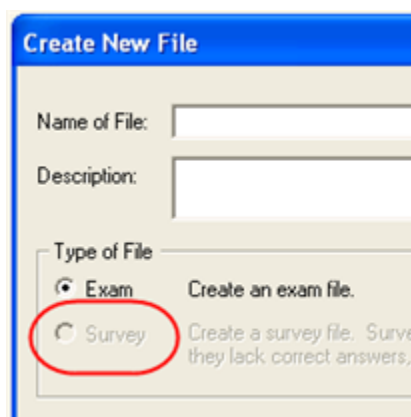 Create New File
Name of File:
Description:
Type of File
Exam Create an exam file.
Survey Create a survey file. Surve
they lack correct answers,